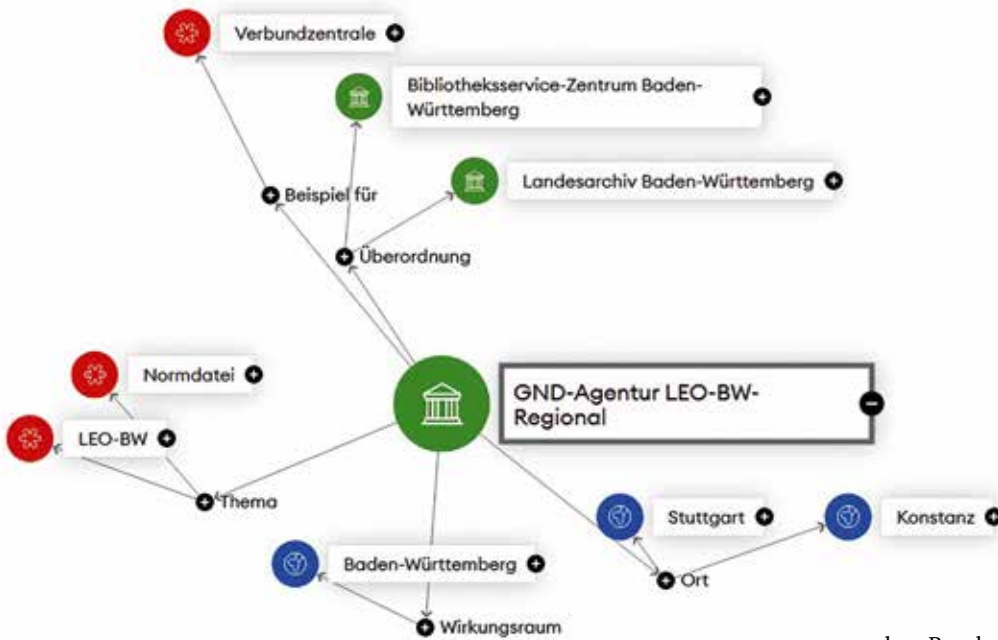 Verbundzentrale
Bibliotheksservice-Zentrum Baden-
Württemberg
Landesarchiv Baden-Württemberg
Beispiel für
Überordnung
Normdatei
GND-Agentur LEO-BW-
Regional
LEO-BW
Thema
Stuttgart
Konstanz
Baden-Württemberg
Ort
Wirkungsraum